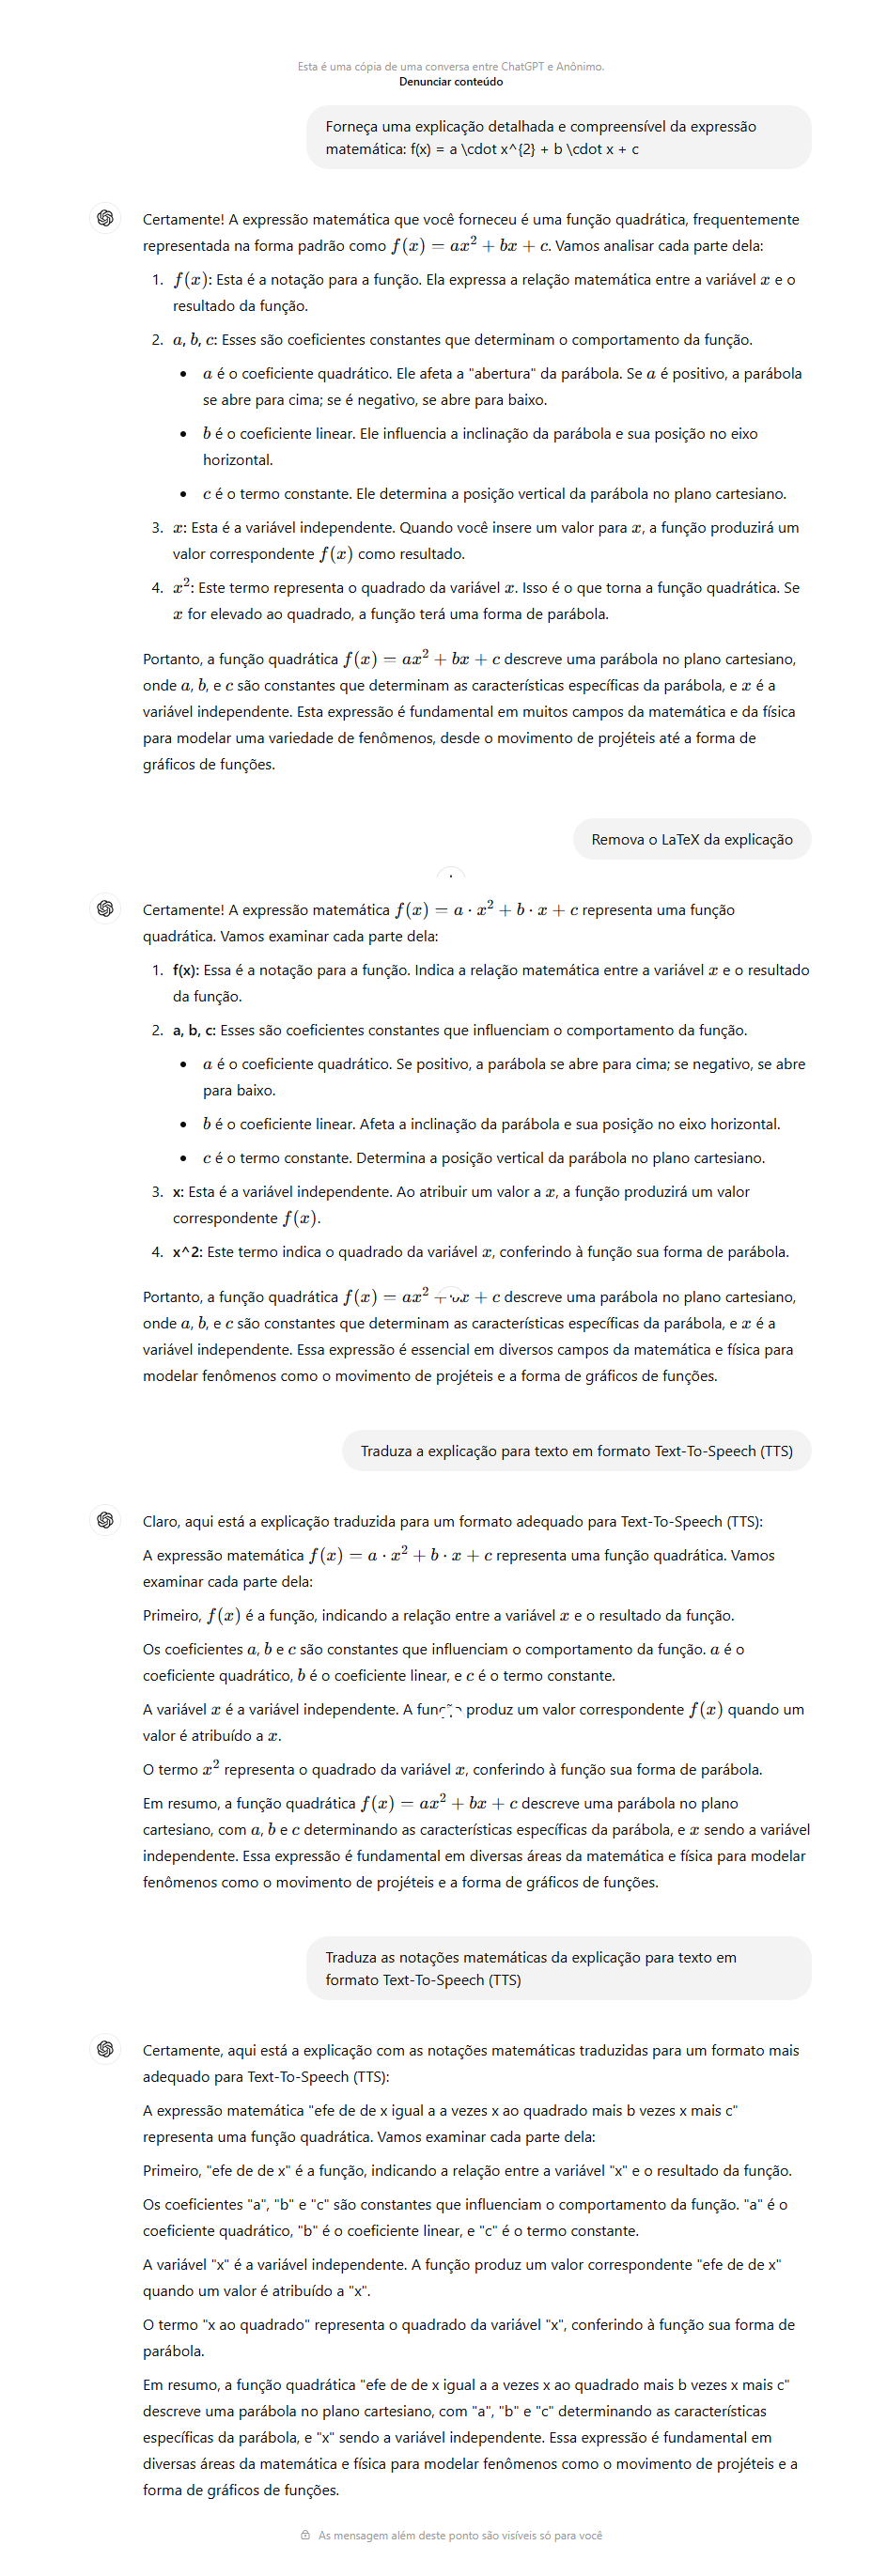 Esta é uma cópia de uma conversa entre ChatGPT e Anônimo.
Denunciar conteúdo
Forneça uma explicação detalhada e compreensível da expressão
matemática: f(x) = a \cdot x^{2} + b \cdot x + c
Certamente! A expressão matemática que você forneceu é uma função quadrática, frequentemente
representada na forma padrão como f(x) = ax² + bx + c. Vamos analisar cada parte dela:
1. f(x): Esta é a notação para a função. Ela expressa a relação matemática entre a variável x e o
resultado da função.
2. a, b, c: Esses são coeficientes constantes que determinam o comportamento da função.
• a é o coeficiente quadrático. Ele afeta a "abertura" da parábola. Se a é positivo, a parábola
se abre para cima; se é negativo, se abre para baixo.
• b é o coeficiente linear. Ele influencia a inclinação da parábola e sua posição no eixo
horizontal.
• c é o termo constante. Ele determina a posição vertical da parábola no plano cartesiano.
3. x: Esta é a variável independente. Quando você insere um valor para x, a função produzirá um
valor correspondente f(x) como resultado.
4. x²: Este termo representa o quadrado da variável x. Isso é o que torna a função quadrática. Se
x for elevado ao quadrado, a função terá uma forma de parábola.
Portanto, a função quadrática f(x) = ax² + bx + c descreve uma parábola no plano cartesiano,
onde a, b, e c são constantes que determinam as características específicas da parábola, e x é a
variável independente. Esta expressão é fundamental em muitos campos da matemática e da física
para modelar uma variedade de fenômenos, desde o movimento de projéteis até a forma de
gráficos de funções.
Remova o LaTeX da explicação
Certamente! A expressão matemática f(x) = a · x² + b · x + c representa uma função
quadrática. Vamos examinar cada parte dela:
1. f(x): Essa é a notação para a função. Indica a relação matemática entre a variável x e o resultado
da função.
2. a, b, c: Esses são coeficientes constantes que influenciam o comportamento da função.
• a é o coeficiente quadrático. Se positivo, a parábola se abre para cima; se negativo, se abre
para baixo.
• b é o coeficiente linear. Afeta a inclinação da parábola e sua posição no eixo horizontal.
• c é o termo constante. Determina a posição vertical da parábola no plano cartesiano.
3. x: Esta é a variável independente. Ao atribuir um valor a x, a função produzirá um valor
correspondente f(x).
4. x^2: Este termo indica o quadrado da variável x, conferindo à função sua forma de parábola.
Portanto, a função quadrática f(x) = ax² + bx + c descreve uma parábola no plano cartesiano,
onde a, b, e c são constantes que determinam as características específicas da parábola, e x é a
variável independente. Essa expressão é essencial em diversos campos da matemática e física para
modelar fenômenos como o movimento de projéteis e a forma de gráficos de funções.
Traduza a explicação para texto em formato Text-To-Speech (TTS)
Claro, aqui está a explicação traduzida para um formato adequado para Text-To-Speech (TTS):
A expressão matemática f(x) = a · x² + b · x + c representa uma função quadrática. Vamos
examinar cada parte dela:
Primeiro, f(x) é a função, indicando a relação entre a variável x e o resultado da função.
Os coeficientes a, b e c são constantes que influenciam o comportamento da função. a é o
coeficiente quadrático, b é o coeficiente linear, e c é o termo constante.
A variável x é a variável independente. A função produz um valor correspondente f(x) quando um
valor é atribuído a x.
O termo x² representa o quadrado da variável x, conferindo à função sua forma de parábola.
Em resumo, a função quadrática f(x) = ax² + bx + c descreve uma parábola no plano
cartesiano, com a, b e c determinando as características específicas da parábola, e x sendo a variável
independente. Essa expressão é fundamental em diversas áreas da matemática e física para modelar
fenômenos como o movimento de projéteis e a forma de gráficos de funções.
Traduza as notações matemáticas da explicação para texto em
formato Text-To-Speech (TTS)
Certamente, aqui está a explicação com as notações matemáticas traduzidas para um formato mais
adequado para Text-To-Speech (TTS):
A expressão matemática "efe de de x igual a a vezes x ao quadrado mais b vezes x mais c"
representa uma função quadrática. Vamos examinar cada parte dela:
Primeiro, "efe de de x" é a função, indicando a relação entre a variável "x" e o resultado da função.
Os coeficientes "a", "b" e "c" são constantes que influenciam o comportamento da função. "a" é o
coeficiente quadrático, "b" é o coeficiente linear, e "c" é o termo constante.
A variável "x" é a variável independente. A função produz um valor correspondente "efe de de x"
quando um valor é atribuído a "x".
O termo "x ao quadrado" representa o quadrado da variável "x", conferindo à função sua forma de
parábola.
Em resumo, a função quadrática "efe de de x igual a a vezes x ao quadrado mais b vezes x mais c"
descreve uma parábola no plano cartesiano, com "a", "b" e "c" determinando as características
específicas da parábola, e "x" sendo a variável independente. Essa expressão é fundamental em
diversas áreas da matemática e física para modelar fenômenos como o movimento de projéteis e a
forma de gráficos de funções.
As mensagem além deste ponto são visíveis só para você